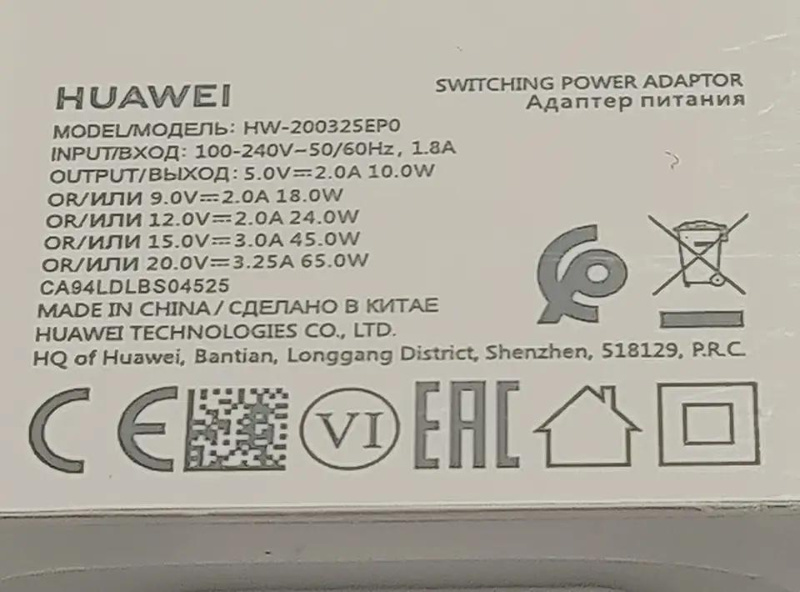 HUAWEI
SWITCHING POWER ADAPTOR
Адаптер питания
MODEL/МОДЕЛЬ: HW-200325EP0
INPUT/ВХОД: 100-240V~50/60Hz, 1.8A
OUTPUT/ВЫХОД: 5.0V⎓2.0A 10.0W
OR/ИЛИ 9.0V⎓2.0A 18.0W
OR/ИЛИ 12.0V⎓2.0A 24.0W
OR/ИЛИ 15.0V⎓3.0A 45.0W
OR/ИЛИ 20.0V⎓3.25A 65.0W
CA94LDLBS04525
MADE IN CHINA / СДЕЛАНО В КИТАЕ
HUAWEI TECHNOLOGIES CO., LTD.
HQ of Huawei, Bantian, Longgang District, Shenzhen, 518129, P.R.C.
CE VI EAC